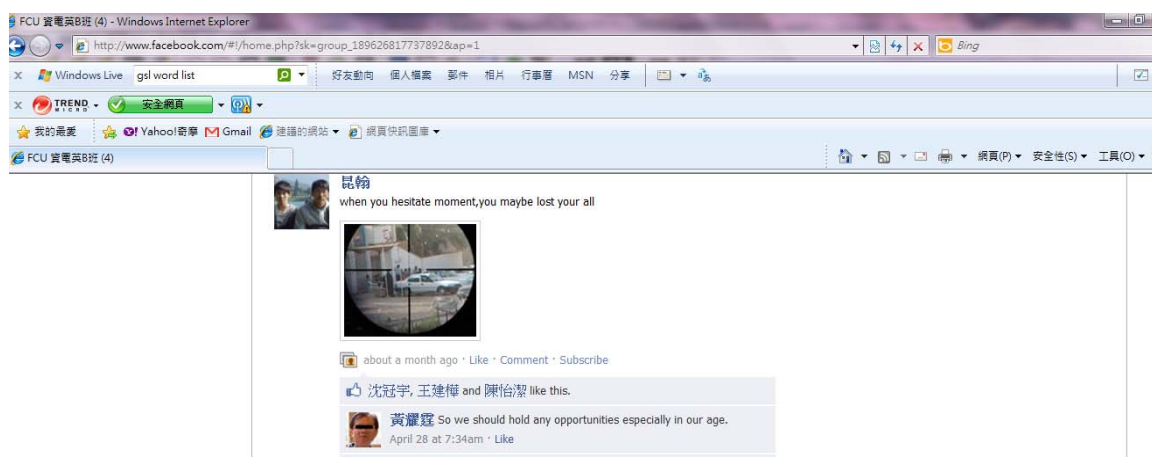 FCU 資電英B班 (4) - Windows Internet Explorer
http://www.facebook.com/#!/home.php?sk=group_189626817737892&ap=1
Bing
x Windows Live gsl word list 好友動向 個人檔案 郵件 相片 行事曆 MSN 分享
x TREND MICRO 安全網頁
我的最愛 Yahoo!奇摩 Gmail 建議的網站 網頁快訊圖庫
FCU 資電英B班 (4) 網頁(P) 安全性(S) 工具(O)
昆翰
when you hesitate moment,you maybe lost your all
about a month ago · Like · Comment · Subscribe
沈冠宇, 王建樺 and 陳怡潔 like this.
黃耀霆 So we should hold any opportunities especially in our age.
April 28 at 7:34am · Like